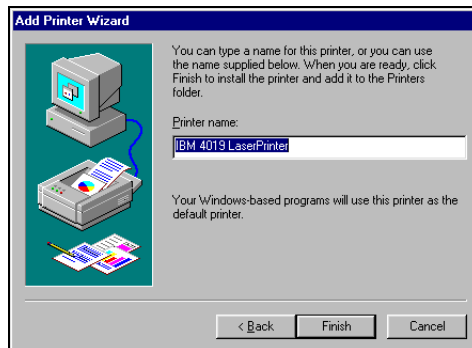 Add Printer Wizard
You can type a name for this printer, or you can use
the name supplied below. When you are ready, click
Finish to install the printer and add it to the Printers
folder.
Printer name:
IBM 4019 LaserPrinter
Your Windows-based programs will use this printer as the
default printer.
< Back
Finish
Cancel